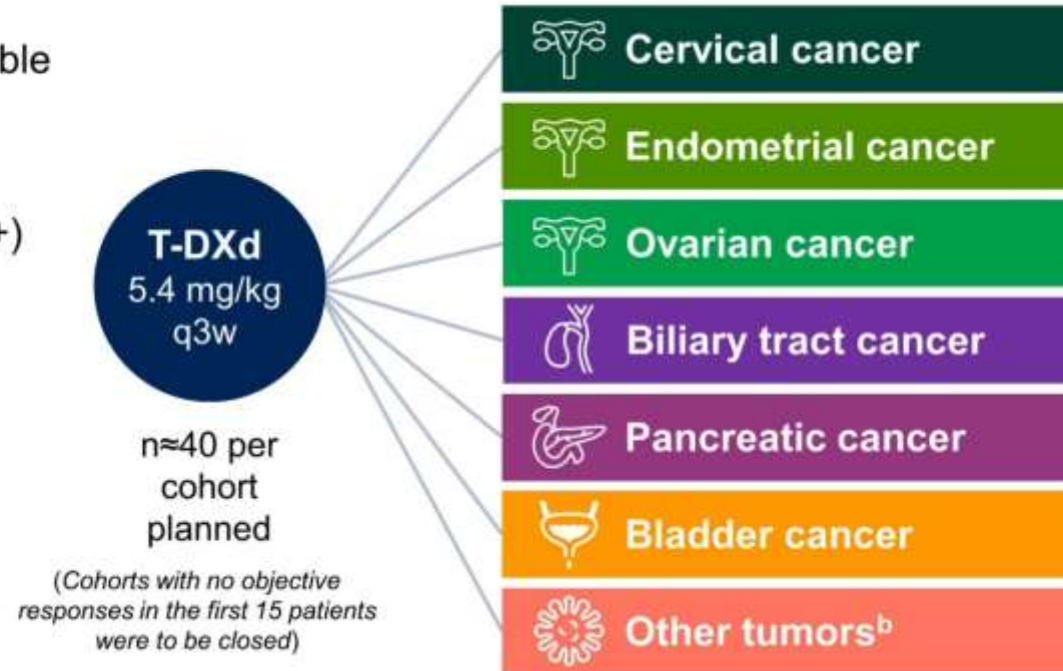 ble
+)
T-DXd
5.4 mg/kg
q3w
n≈40 per
cohort
planned
(Cohorts with no objective
responses in the first 15 patients
were to be closed)
Cervical cancer
Endometrial cancer
Ovarian cancer
Biliary tract cancer
Pancreatic cancer
Bladder cancer
Other tumorsᵇ